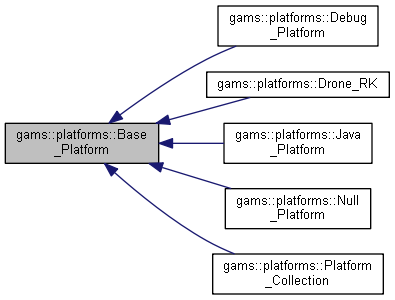 gams::platforms::Debug
_Platform
gams::platforms::Drone_RK
gams::platforms::Base
_Platform
gams::platforms::Java
_Platform
gams::platforms::Null
_Platform
gams::platforms::Platform
_Collection